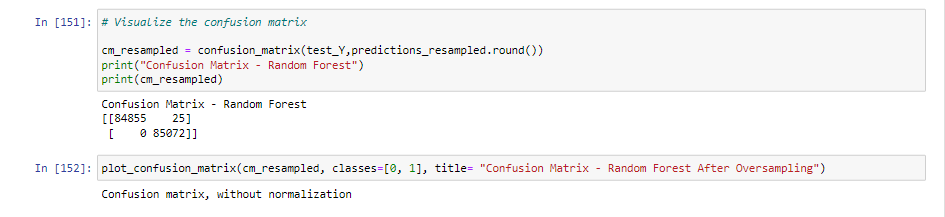 In [151]: # Visualize the confusion matrix
cm_resampled = confusion_matrix(test_Y,predictions_resampled.round())
print("Confusion Matrix - Random Forest")
print(cm_resampled)
Confusion Matrix - Random Forest
[[84855    25]
 [    0 85072]]
In [152]: plot_confusion_matrix(cm_resampled, classes=[0, 1], title= "Confusion Matrix - Random Forest After Oversampling")
Confusion matrix, without normalization